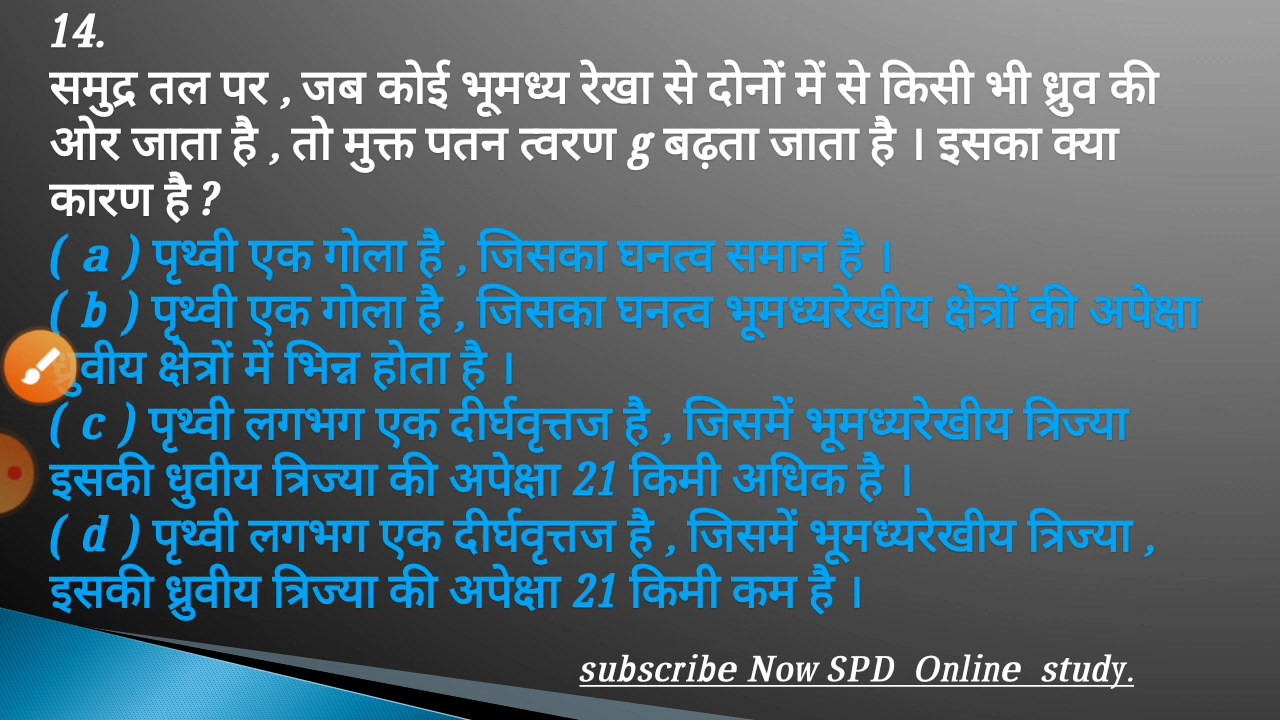 14.
समुद्र तल पर , जब कोई भूमध्य रेखा से दोनों में से किसी भी ध्रुव की
ओर जाता है , तो मुक्त पतन त्वरण g बढ़ता जाता है । इसका क्या
कारण है ?
( a ) पृथ्वी एक गोला है , जिसका घनत्व समान है ।
( b ) पृथ्वी एक गोला है , जिसका घनत्व भूमध्यरेखीय क्षेत्रों की अपेक्षा
ध्रुवीय क्षेत्रों में भिन्न होता है ।
( c ) पृथ्वी लगभग एक दीर्घवृत्तज है , जिसमें भूमध्यरेखीय त्रिज्या
इसकी धुवीय त्रिज्या की अपेक्षा 21 किमी अधिक है ।
( d ) पृथ्वी लगभग एक दीर्घवृत्तज है , जिसमें भूमध्यरेखीय त्रिज्या ,
इसकी ध्रुवीय त्रिज्या की अपेक्षा 21 किमी कम है ।
subscribe Now SPD Online study.